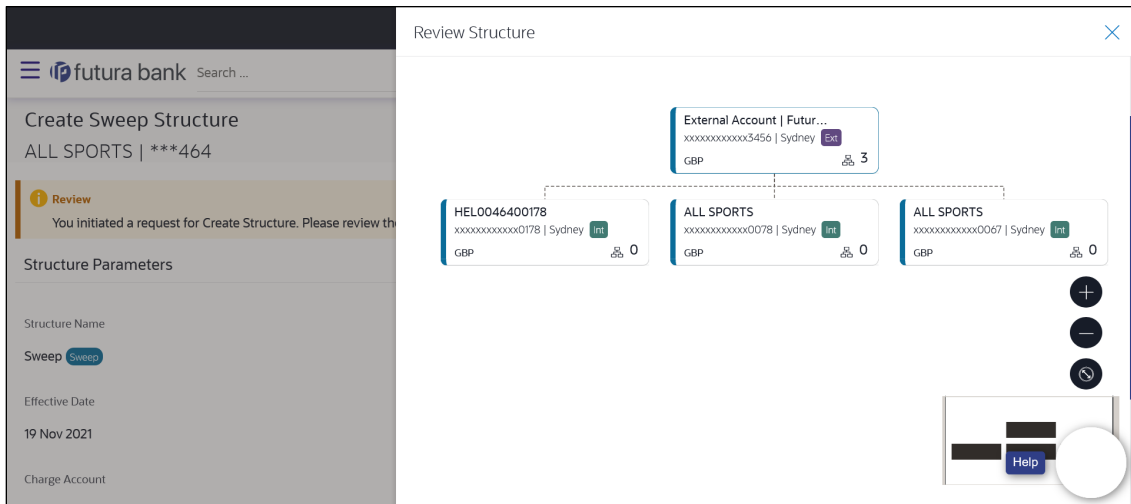 Review Structure
futura bank
Search ...
Create Sweep Structure
ALL SPORTS | ***464
Review
You initiated a request for Create Structure. Please review the
Structure Parameters
Structure Name
Sweep Sweep
Effective Date
19 Nov 2021
Charge Account
External Account | Futur...
xxxxxxxxxxxx3456 | Sydney Ext
GBP 3
HEL0046400178
xxxxxxxxxxxx0178 | Sydney Int
GBP 0
ALL SPORTS
xxxxxxxxxxxx0078 | Sydney Int
GBP 0
ALL SPORTS
xxxxxxxxxxxx0067 | Sydney Int
GBP 0
Help